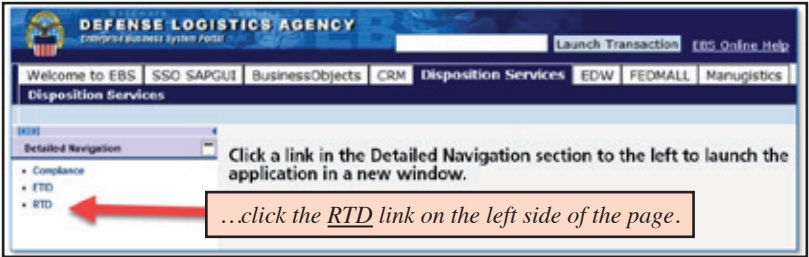 DEFENSE LOGISTICS AGENCY
Enterprise Business System Portal
Launch Transaction EBS Online Help
Welcome to EBS SSO SAPGUI BusinessObjects CRM Disposition Services EDW FEDMALL Manugistics
Disposition Services
Detailed Navigation
Click a link in the Detailed Navigation section to the left to launch the
application in a new window.
• Compliance
• ETID
• RTD
…click the RTD link on the left side of the page.